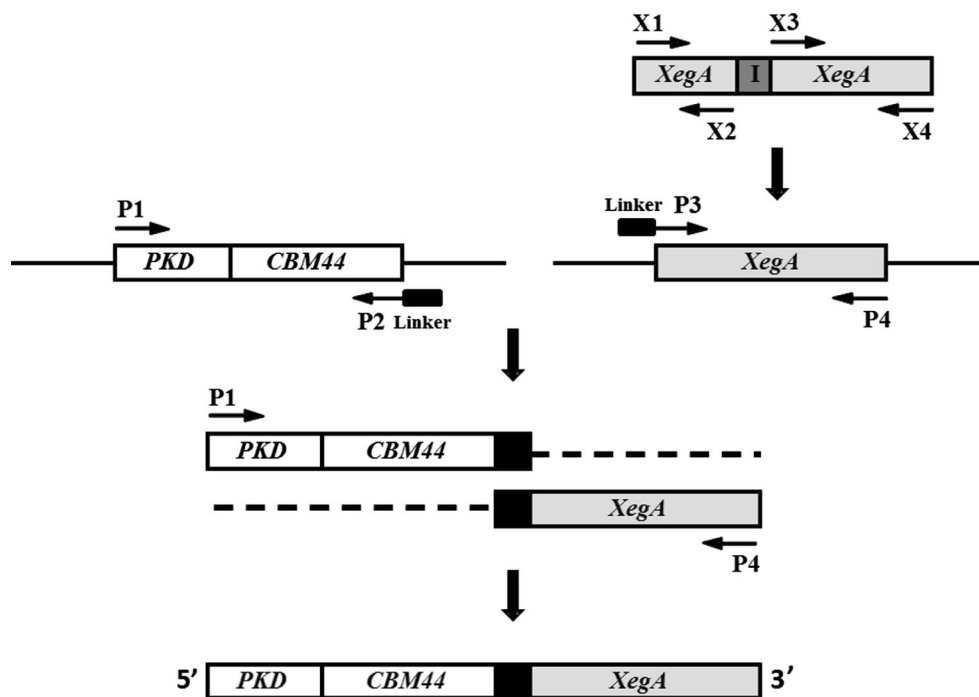 X1 X3
XegA I XegA
X2 X4
P1
PKD CBM44
P2 Linker
Linker P3
XegA
P4
P1
PKD CBM44
XegA
P4
5’ PKD CBM44 XegA 3’